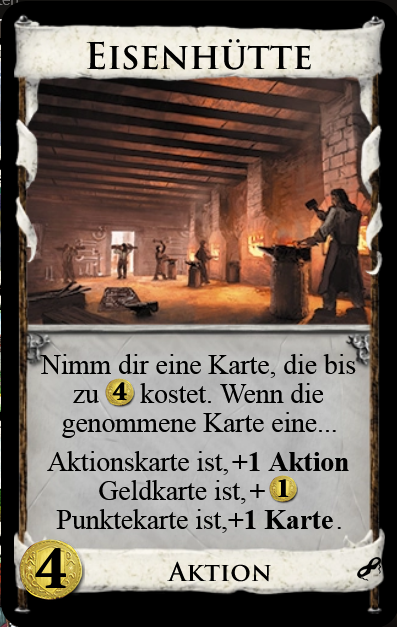 EISENHÜTTE
Nimm dir eine Karte, die bis
zu 4 kostet. Wenn die
genommene Karte eine...
Aktionskarte ist, +1 Aktion
Geldkarte ist, + 1
Punktekarte ist, +1 Karte.
4 AKTION